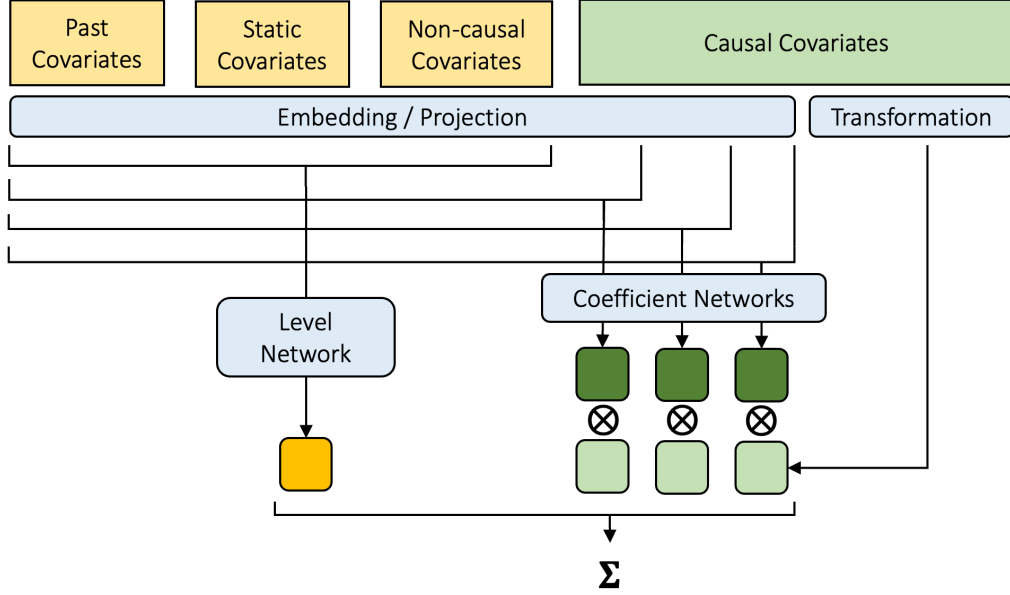 Past
Covariates
Static
Covariates
Non-causal
Covariates
Causal Covariates
Embedding / Projection
Transformation
Coefficient Networks
Level
Network
Σ